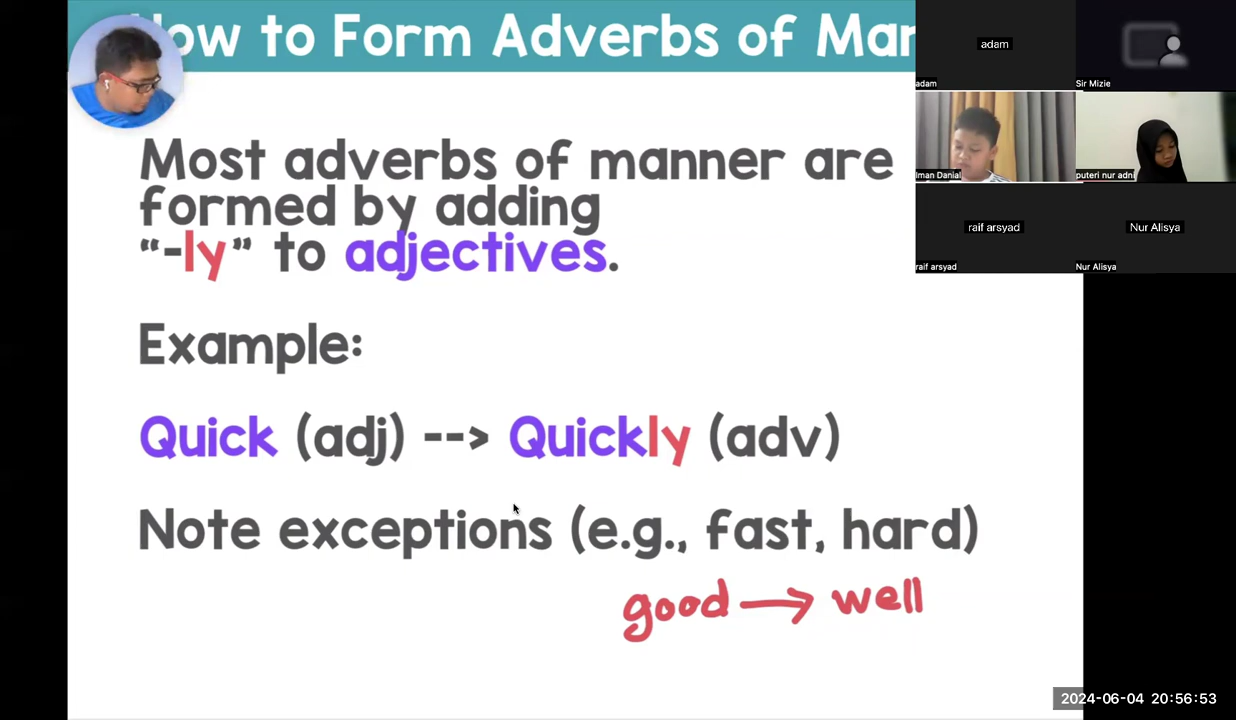 How to Form Adverbs of Man
Most adverbs of manner are
formed by adding
“-ly” to adjectives.
Example:
Quick (adj) --> Quickly (adv)
Note exceptions (e.g., fast, hard)
good → well
adam
adam
Sir Mizie
Iman Danial
puteri nur adni
raif arsyad
Nur Alisya
raif arsyad
Nur Alisya
2024-06-04 20:56:53